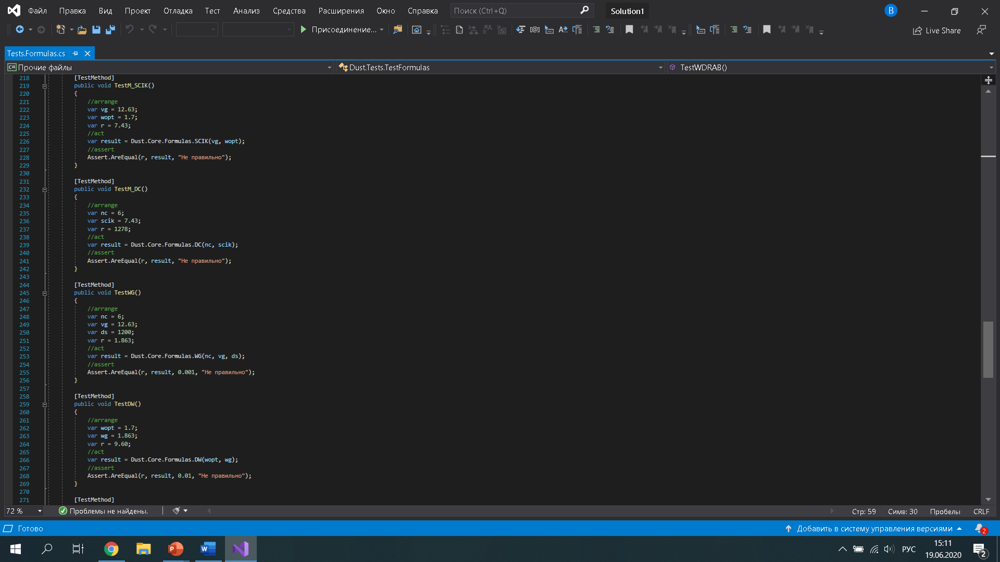 Файл Правка Вид Проект Отладка Тест Анализ Средства Расширения Окно Справка Поиск (Ctrl+Q) Solution1 B
Присоединение... Live Share
Tests.Formulas.cs
C# Прочие файлы Dust.Tests.TestFormulas TestWDRAB()
218 [TestMethod]
219 public void TestM_SCIK()
220 {
221 //arrange
222 var vg = 12.63;
223 var wopt = 1.7;
224 var r = 7.43;
225 //act
226 var result = Dust.Core.Formulas.SCIK(vg, wopt);
227 //assert
228 Assert.AreEqual(r, result, "Не правильно");
229 }
230
231 [TestMethod]
232 public void TestM_DC()
233 {
234 //arrange
235 var nc = 6;
236 var scik = 7.43;
237 var r = 1278;
238 //act
239 var result = Dust.Core.Formulas.DC(nc, scik);
240 //assert
241 Assert.AreEqual(r, result, "Не правильно");
242 }
243
244 [TestMethod]
245 public void TestWG()
246 {
247 //arrange
248 var nc = 6;
249 var vg = 12.63;
250 var ds = 1200;
251 var r = 1.863;
252 //act
253 var result = Dust.Core.Formulas.WG(nc, vg, ds);
254 //assert
255 Assert.AreEqual(r, result, 0.001, "Не правильно");
256 }
257
258 [TestMethod]
259 public void TestDW()
260 {
261 //arrange
262 var wopt = 1.7;
263 var wg = 1.863;
264 var r = 9.60;
265 //act
266 var result = Dust.Core.Formulas.DW(wopt, wg);
267 //assert
268 Assert.AreEqual(r, result, 0.01, "Не правильно");
269 }
270
271 [TestMethod]
72 % Проблемы не найдены. Стр: 59 Симв: 30 Пробелы CRLF
Готово Добавить в систему управления версиями 2
P W РУС 15:11 2
19.06.2020